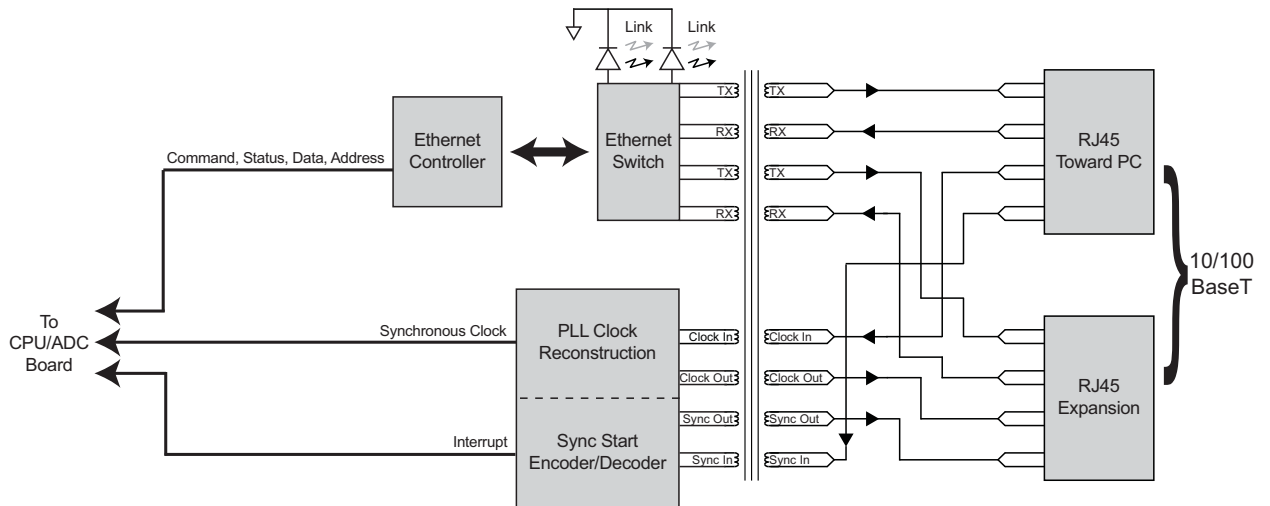 Link
Link
Ethernet
Controller
Ethernet
Switch
TX
RX
TX
RX
TX
RX
TX
RX
RJ45
Toward PC
Command, Status, Data, Address
10/100
BaseT
To
CPU/ADC
Board
Synchronous Clock
PLL Clock
Reconstruction
Clock In
Clock Out
Sync Out
Sync In
Clock In
Clock Out
Sync Out
Sync In
RJ45
Expansion
Interrupt
Sync Start
Encoder/Decoder